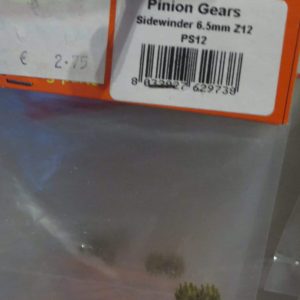 Pinion Gears
Sidewinder 6.5mm Z12
PS12
€ 2.75